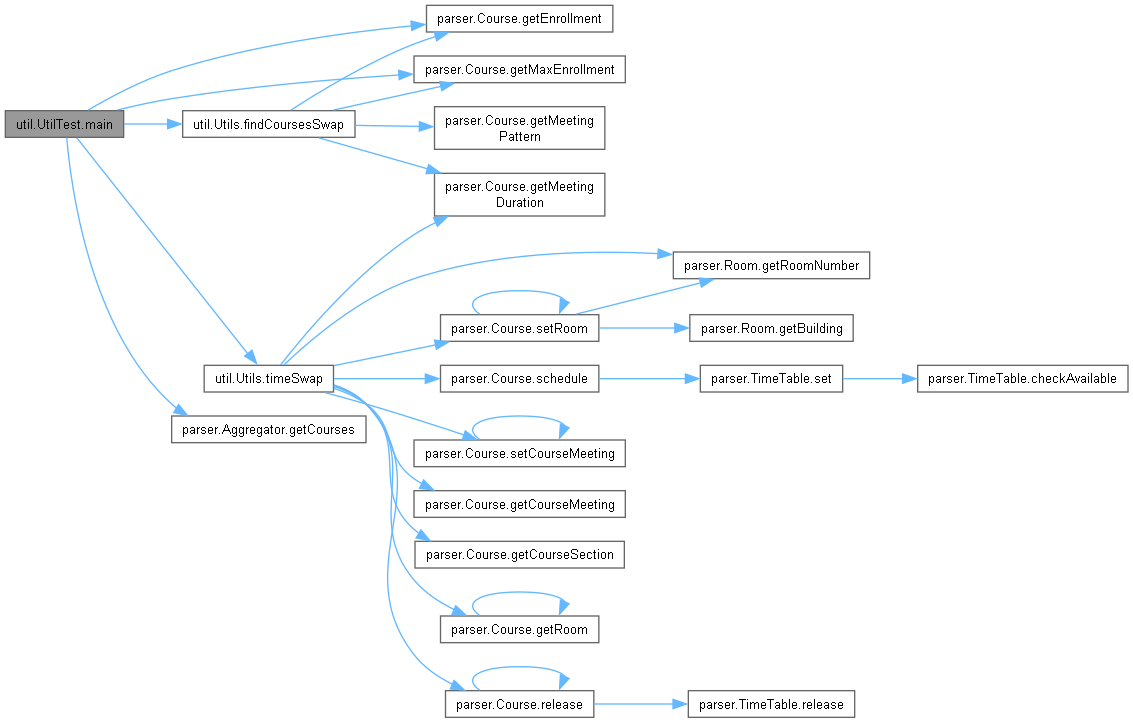 parser.Course.getEnrollment
parser.Course.getMaxEnrollment
util.UtilTest.main
util.Utils.findCoursesSwap
parser.Course.getMeeting
Pattern
parser.Course.getMeeting
Duration
parser.Room.getRoomNumber
parser.Course.setRoom
parser.Room.getBuilding
util.Utils.timeSwap
parser.Course.schedule
parser.TimeTable.set
parser.TimeTable.checkAvailable
parser.Aggregator.getCourses
parser.Course.setCourseMeeting
parser.Course.getCourseMeeting
parser.Course.getCourseSection
parser.Course.getRoom
parser.Course.release
parser.TimeTable.release